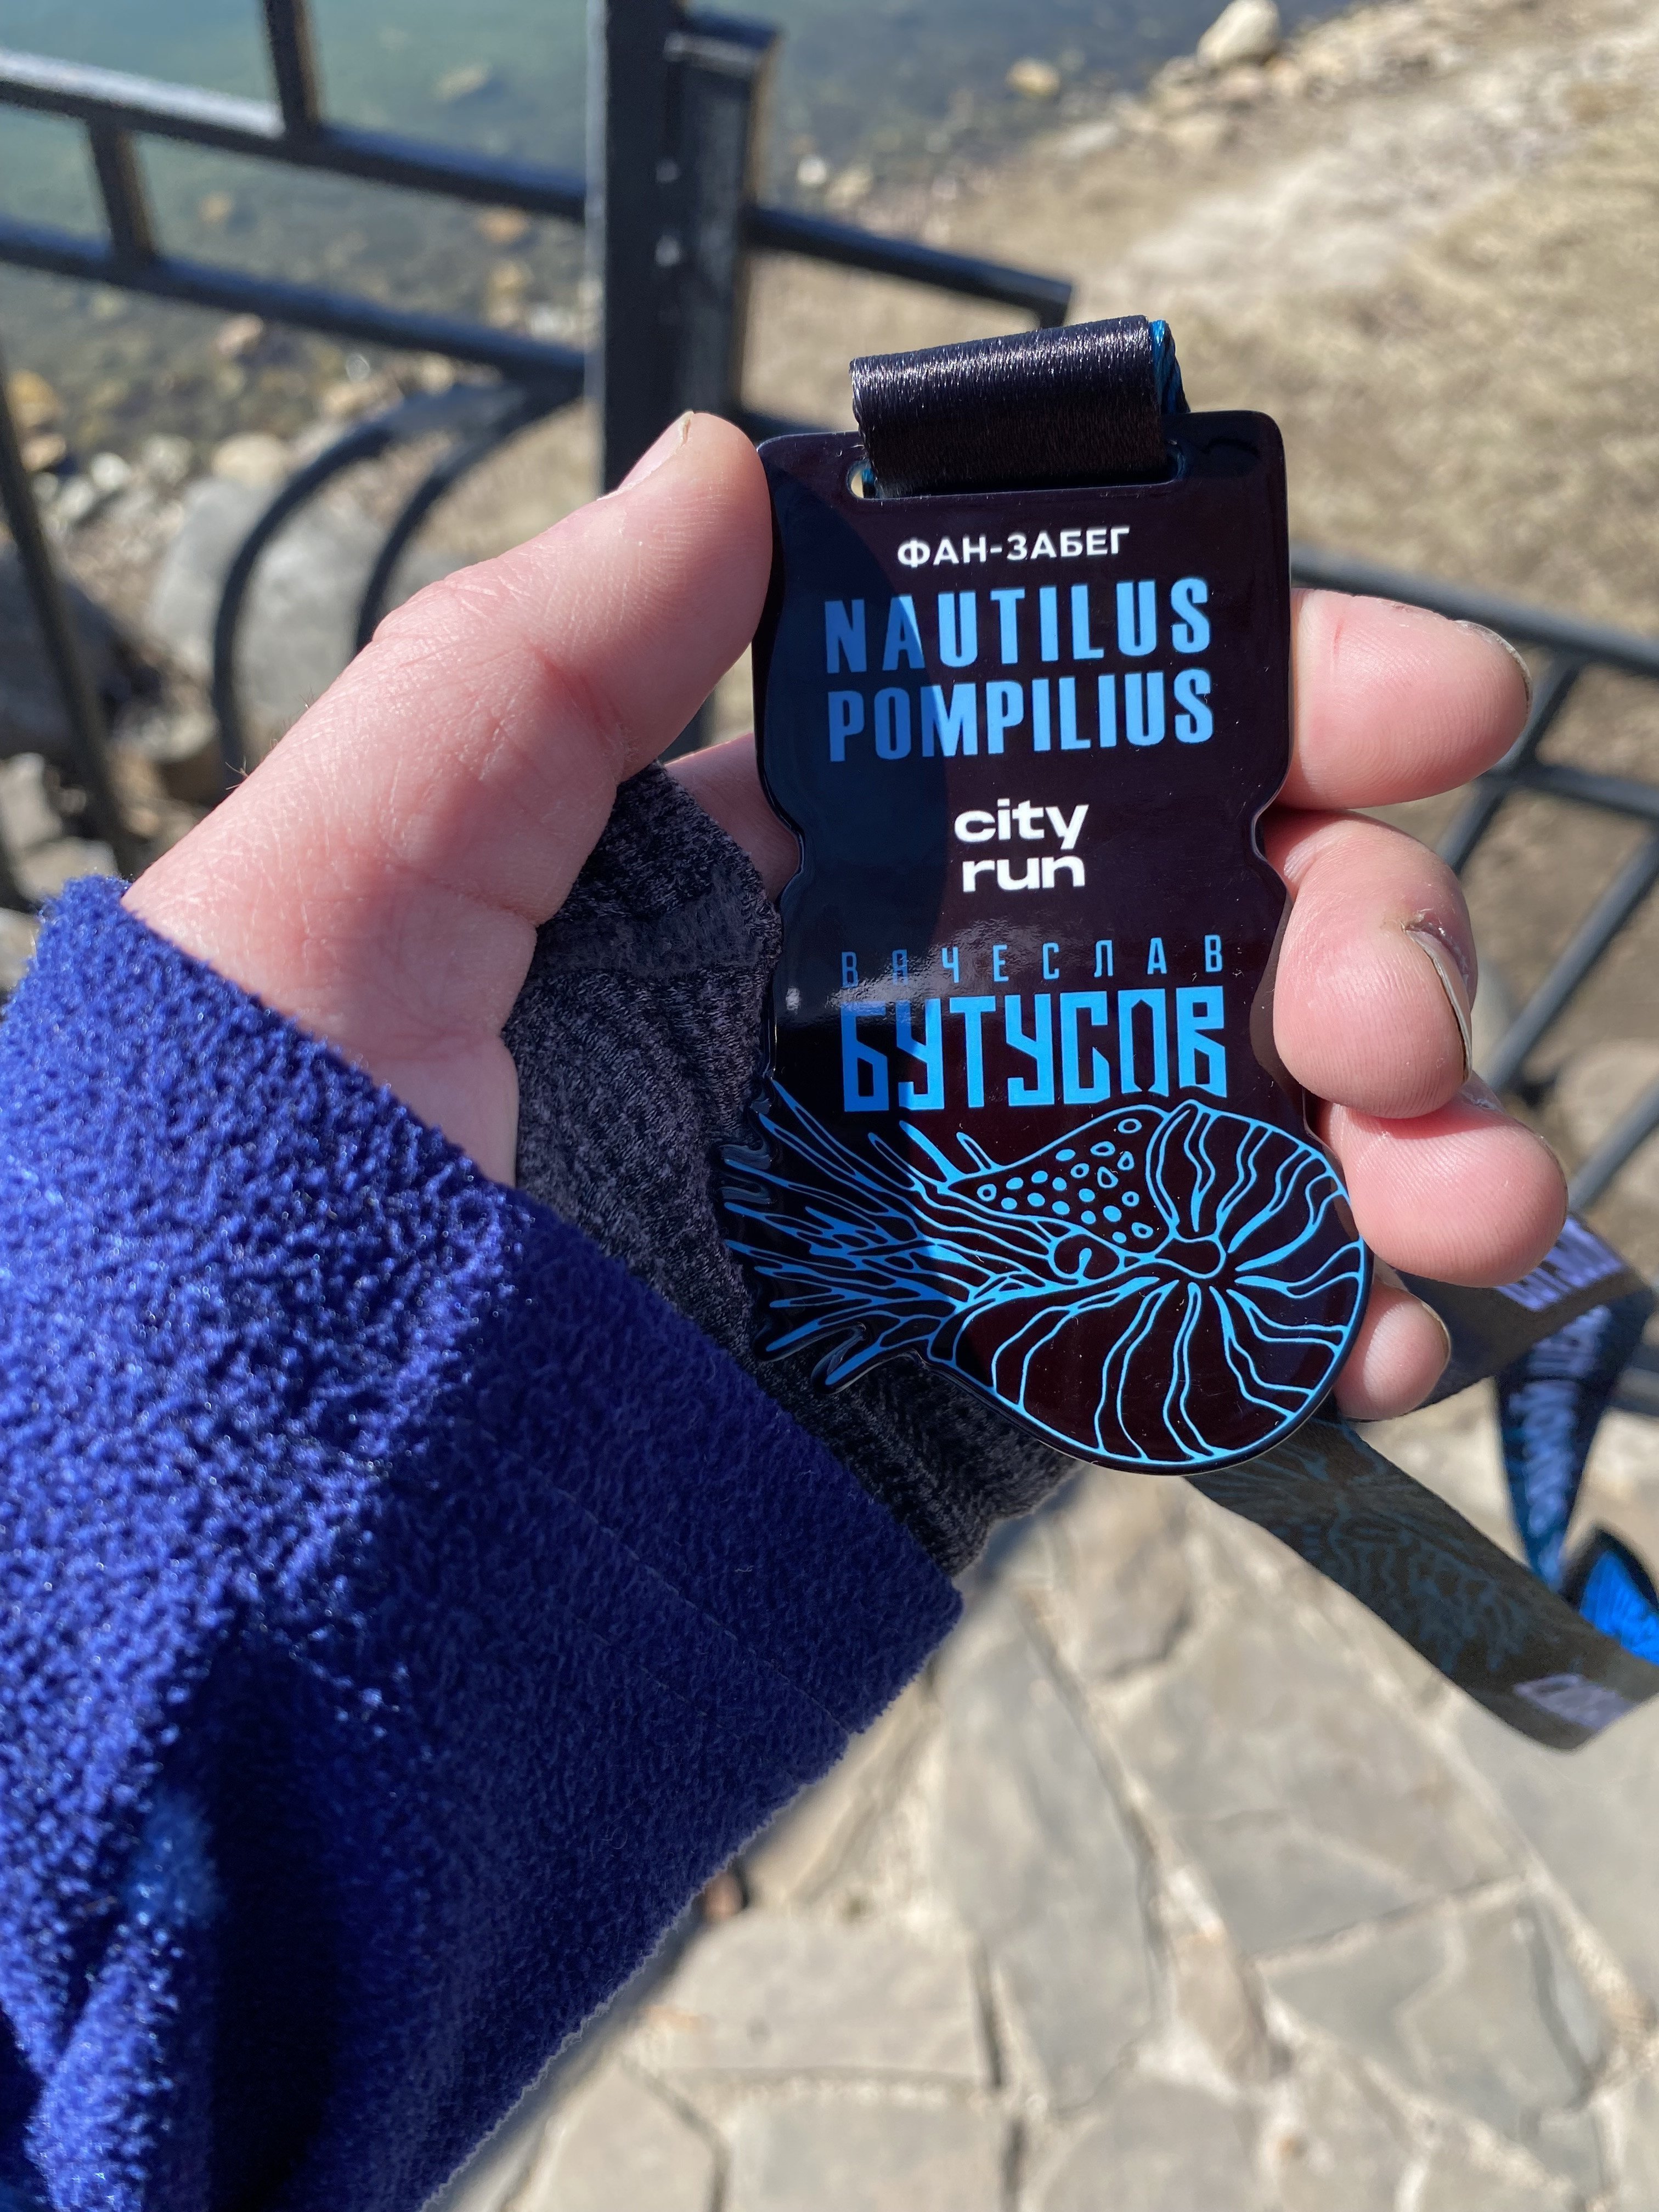 ФАН-ЗАБЕГ
NAUTILUS
POMPILIUS
city
run
ВЯЧЕСЛАВ
БУТУСОВ